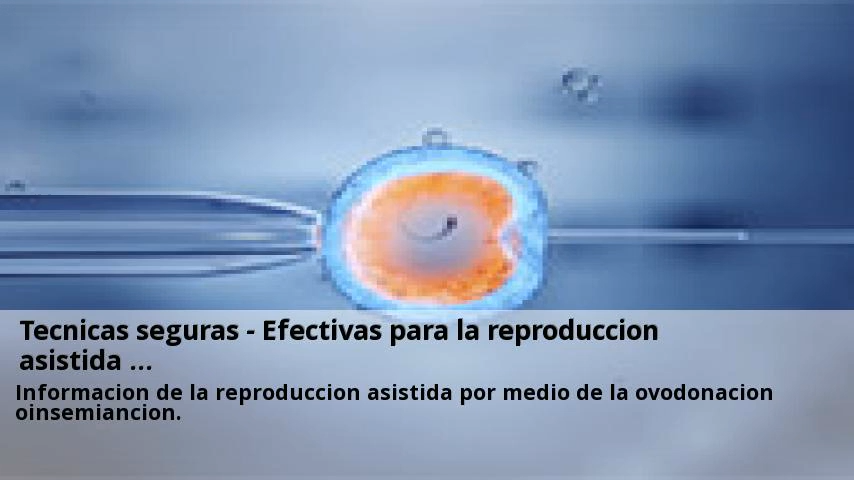 Tecnicas seguras - Efectivas para la reproduccion
asistida ...
Informacion de la reproduccion asistida por medio de la ovodonacion
oinsemiancion.